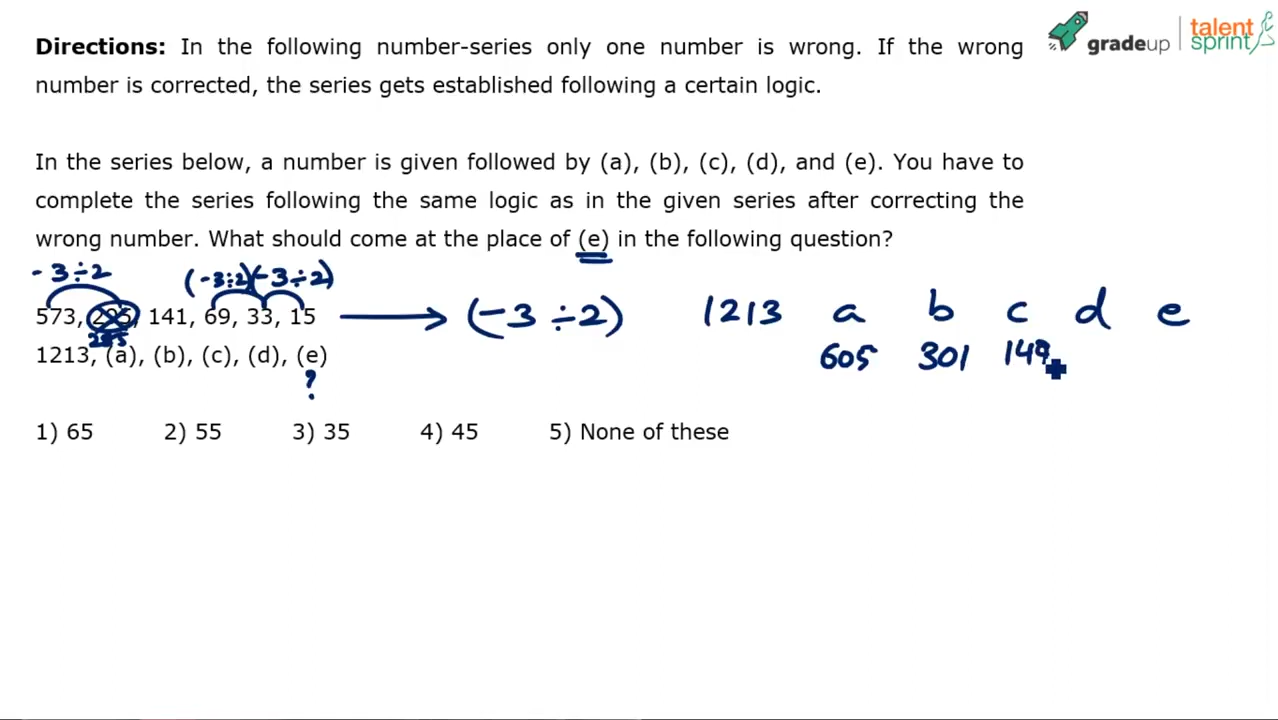 gradeup talent sprint
Directions: In the following number-series only one number is wrong. If the wrong
number is corrected, the series gets established following a certain logic.
In the series below, a number is given followed by (a), (b), (c), (d), and (e). You have to
complete the series following the same logic as in the given series after correcting the
wrong number. What should come at the place of (e) in the following question?
-3÷2 (-3÷2)(-3÷2)
573, 295, 141, 69, 33, 15 (-3÷2) 1213 a b c d e
285
1213, (a), (b), (c), (d), (e) 605 301 149
?
1) 65 2) 55 3) 35 4) 45 5) None of these